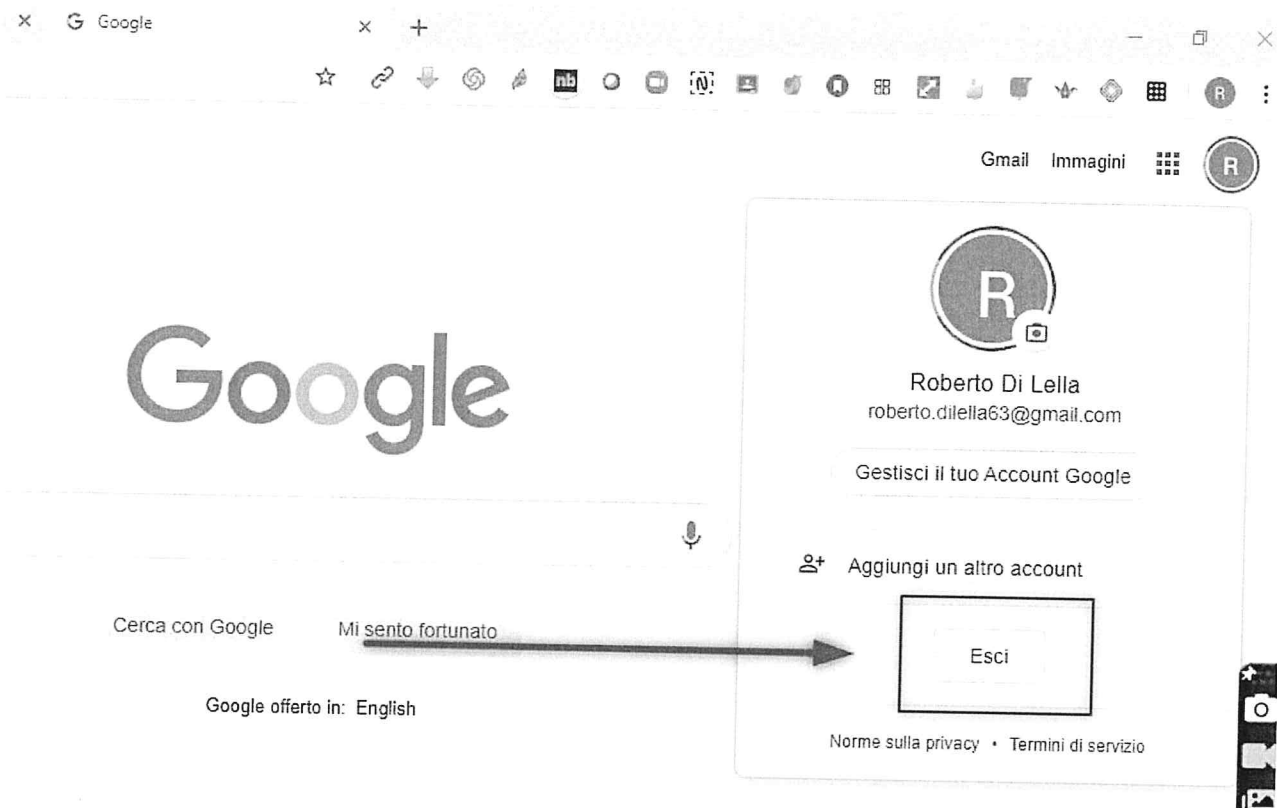 Google
nb
N
R
Gmail Immagini
R
R
Google
Roberto Di Lella
roberto.dilella63@gmail.com
Gestisci il tuo Account Google
Aggiungi un altro account
Cerca con Google Mi sento fortunato
Esci
Google offerto in: English
Norme sulla privacy • Termini di servizio